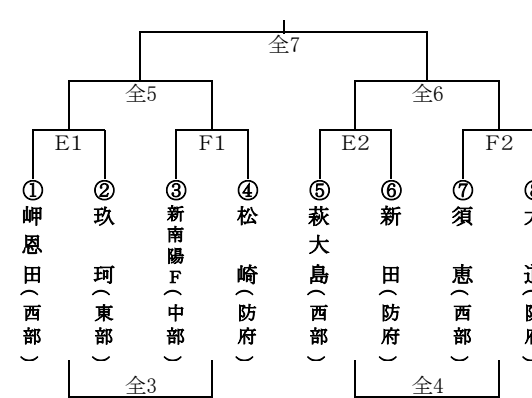 全7
全5 全6
E1 F1 E2 F2
① ② ③ ④ ⑤ ⑥ ⑦
岬恩田(西部)
玖珂(東部)
新南陽F(中部)
松崎(防府)
萩大島(西部)
新田(防府)
須恵(西部)
全3 全4